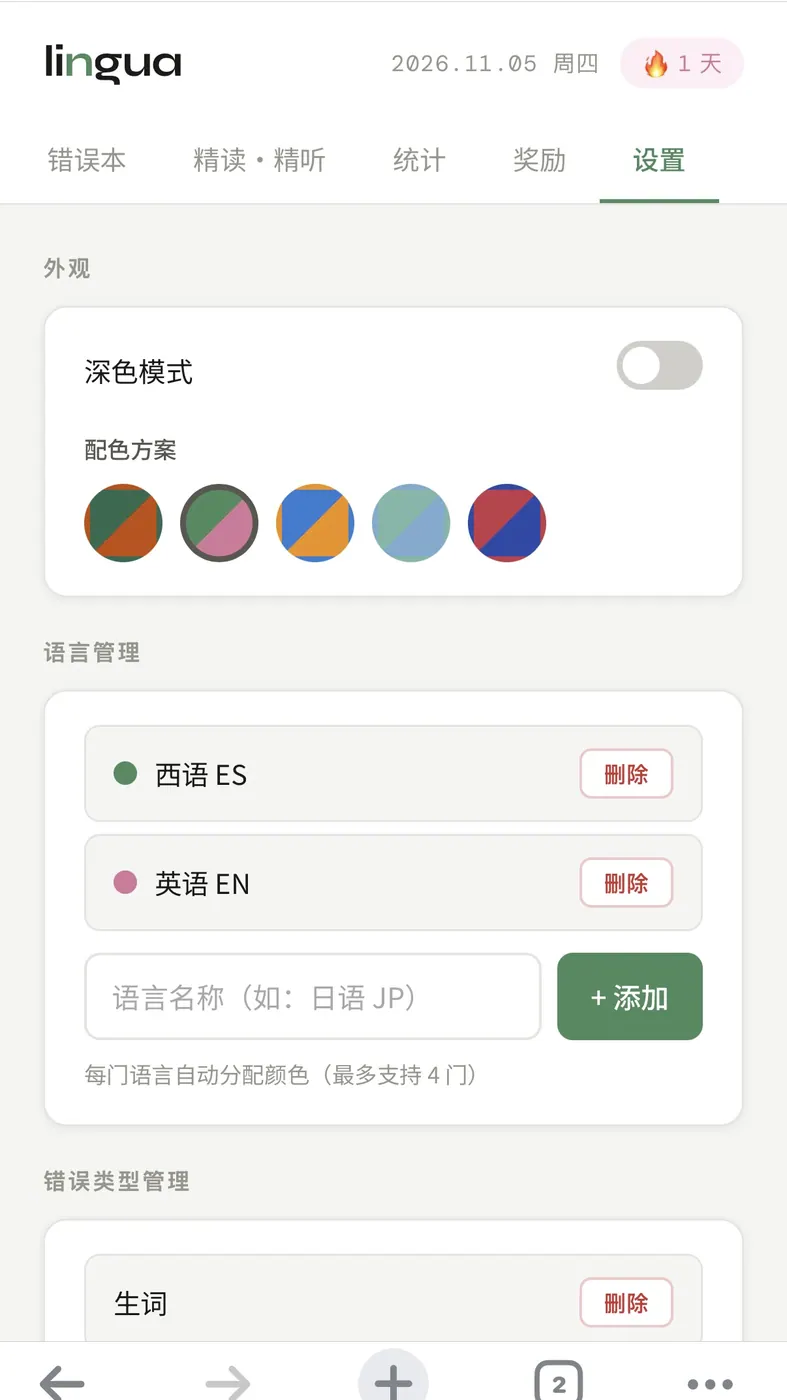 lingua
2026.11.05 周四 🔥 1 天
错误本 精读·精听 统计 奖励 设置
外观
深色模式
配色方案
语言管理
西语 ES 删除
英语 EN 删除
语言名称（如：日语 JP） + 添加
每门语言自动分配颜色（最多支持 4 门）
错误类型管理
生词 删除
2